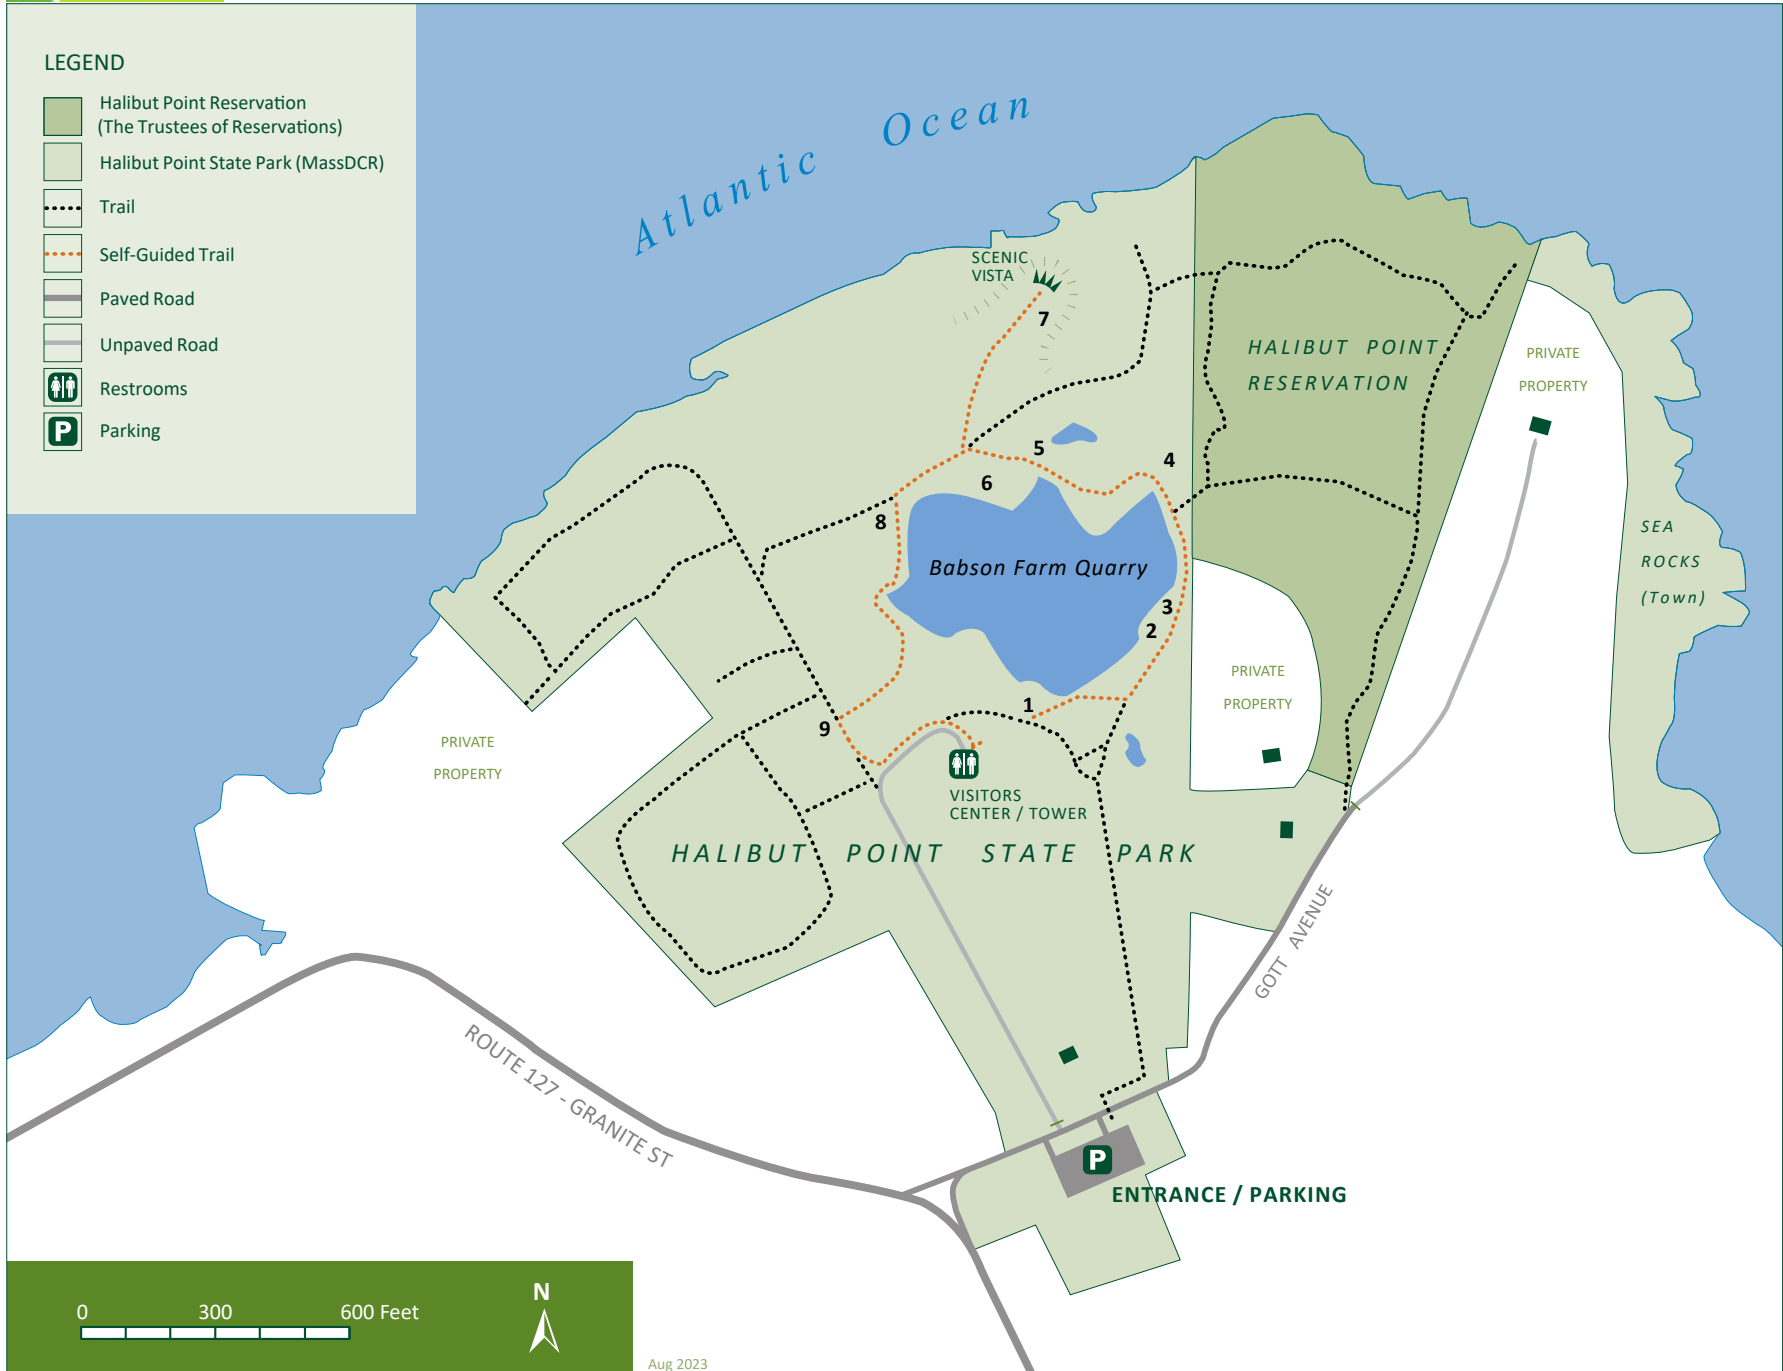 LEGEND
Halibut Point Reservation
(The Trustees of Reservations)
Halibut Point State Park (MassDCR)
Trail
Self-Guided Trail
Paved Road
Unpaved Road
Restrooms
P
Parking
Atlantic Ocean
SCENIC
VISTA
7
HALIBUT POINT
RESERVATION
PRIVATE
PROPERTY
5
4
6
8
SEA
ROCKS
(Town)
Babson Farm Quarry
3
2
PRIVATE
PROPERTY
1
9
PRIVATE
PROPERTY
VISITORS
CENTER / TOWER
HALIBUT POINT STATE PARK
GOTT AVENUE
ROUTE 127 - GRANITE ST
P
ENTRANCE / PARKING
0 300 600 Feet
N
Aug 2023